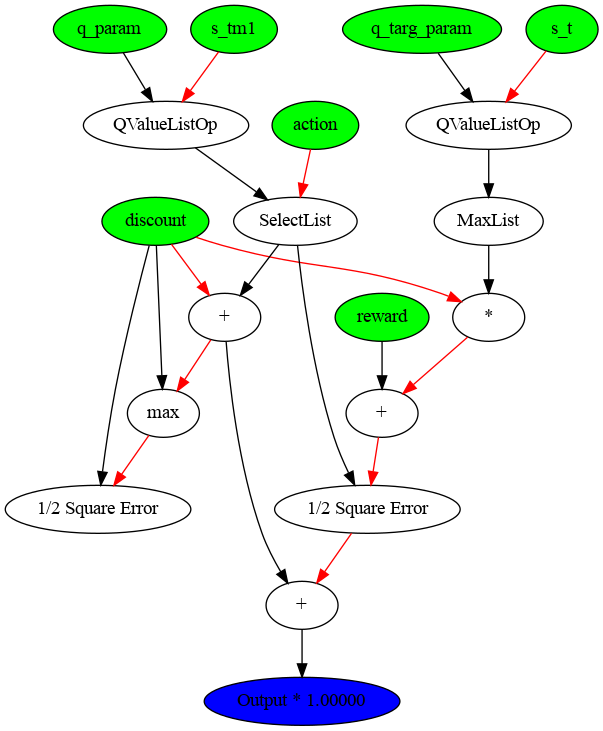 q_param
s_tm1
q_targ_param
s_t
QValueListOp
action
QValueListOp
discount
SelectList
MaxList
+
reward
*
max
+
1/2 Square Error
1/2 Square Error
+
Output * 1.00000